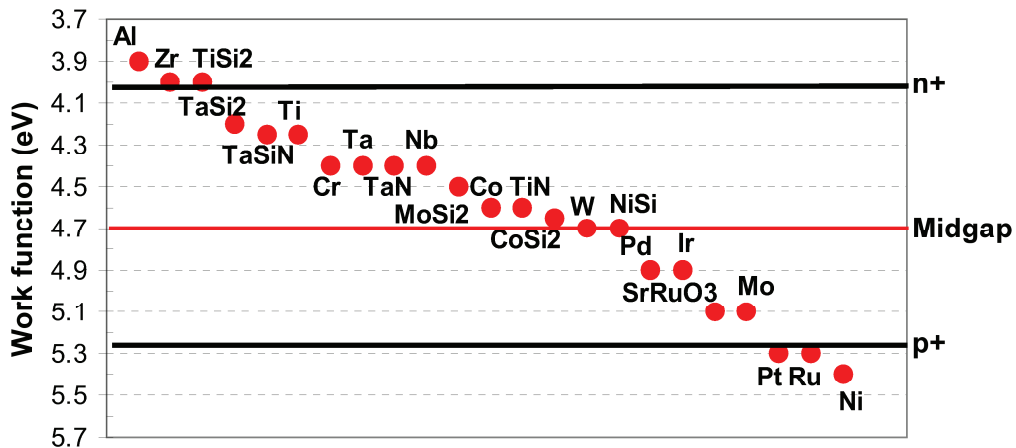 3.7
3.9
4.1
4.3
4.5
4.7
4.9
5.1
5.3
5.5
5.7
Work function (eV)
Al
Zr
TiSi2
TaSi2
Ti
TaSiN
Ta
Nb
Cr
TaN
MoSi2
Co
TiN
CoSi2
W
NiSi
Pd
Ir
SrRuO3
Mo
Pt
Ru
Ni
n+
Midgap
p+